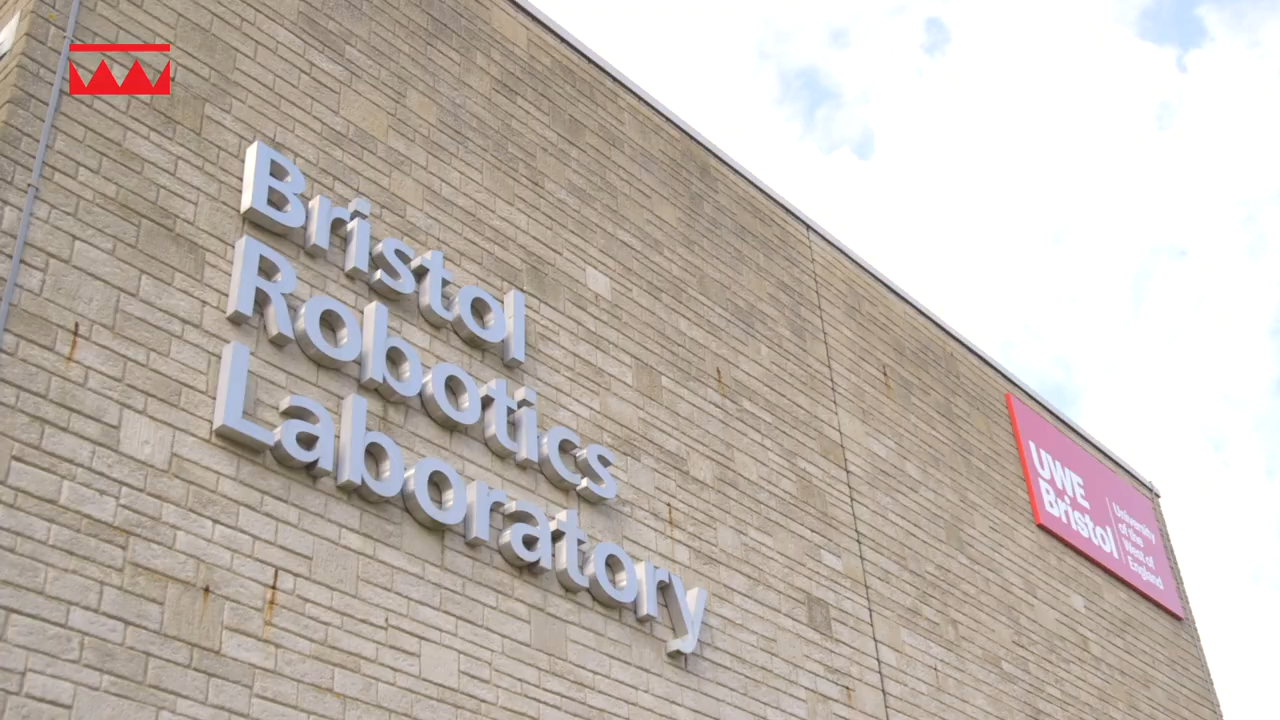 Bristol
Robotics
Laboratory
UWE
Bristol
University
of the
West of
England